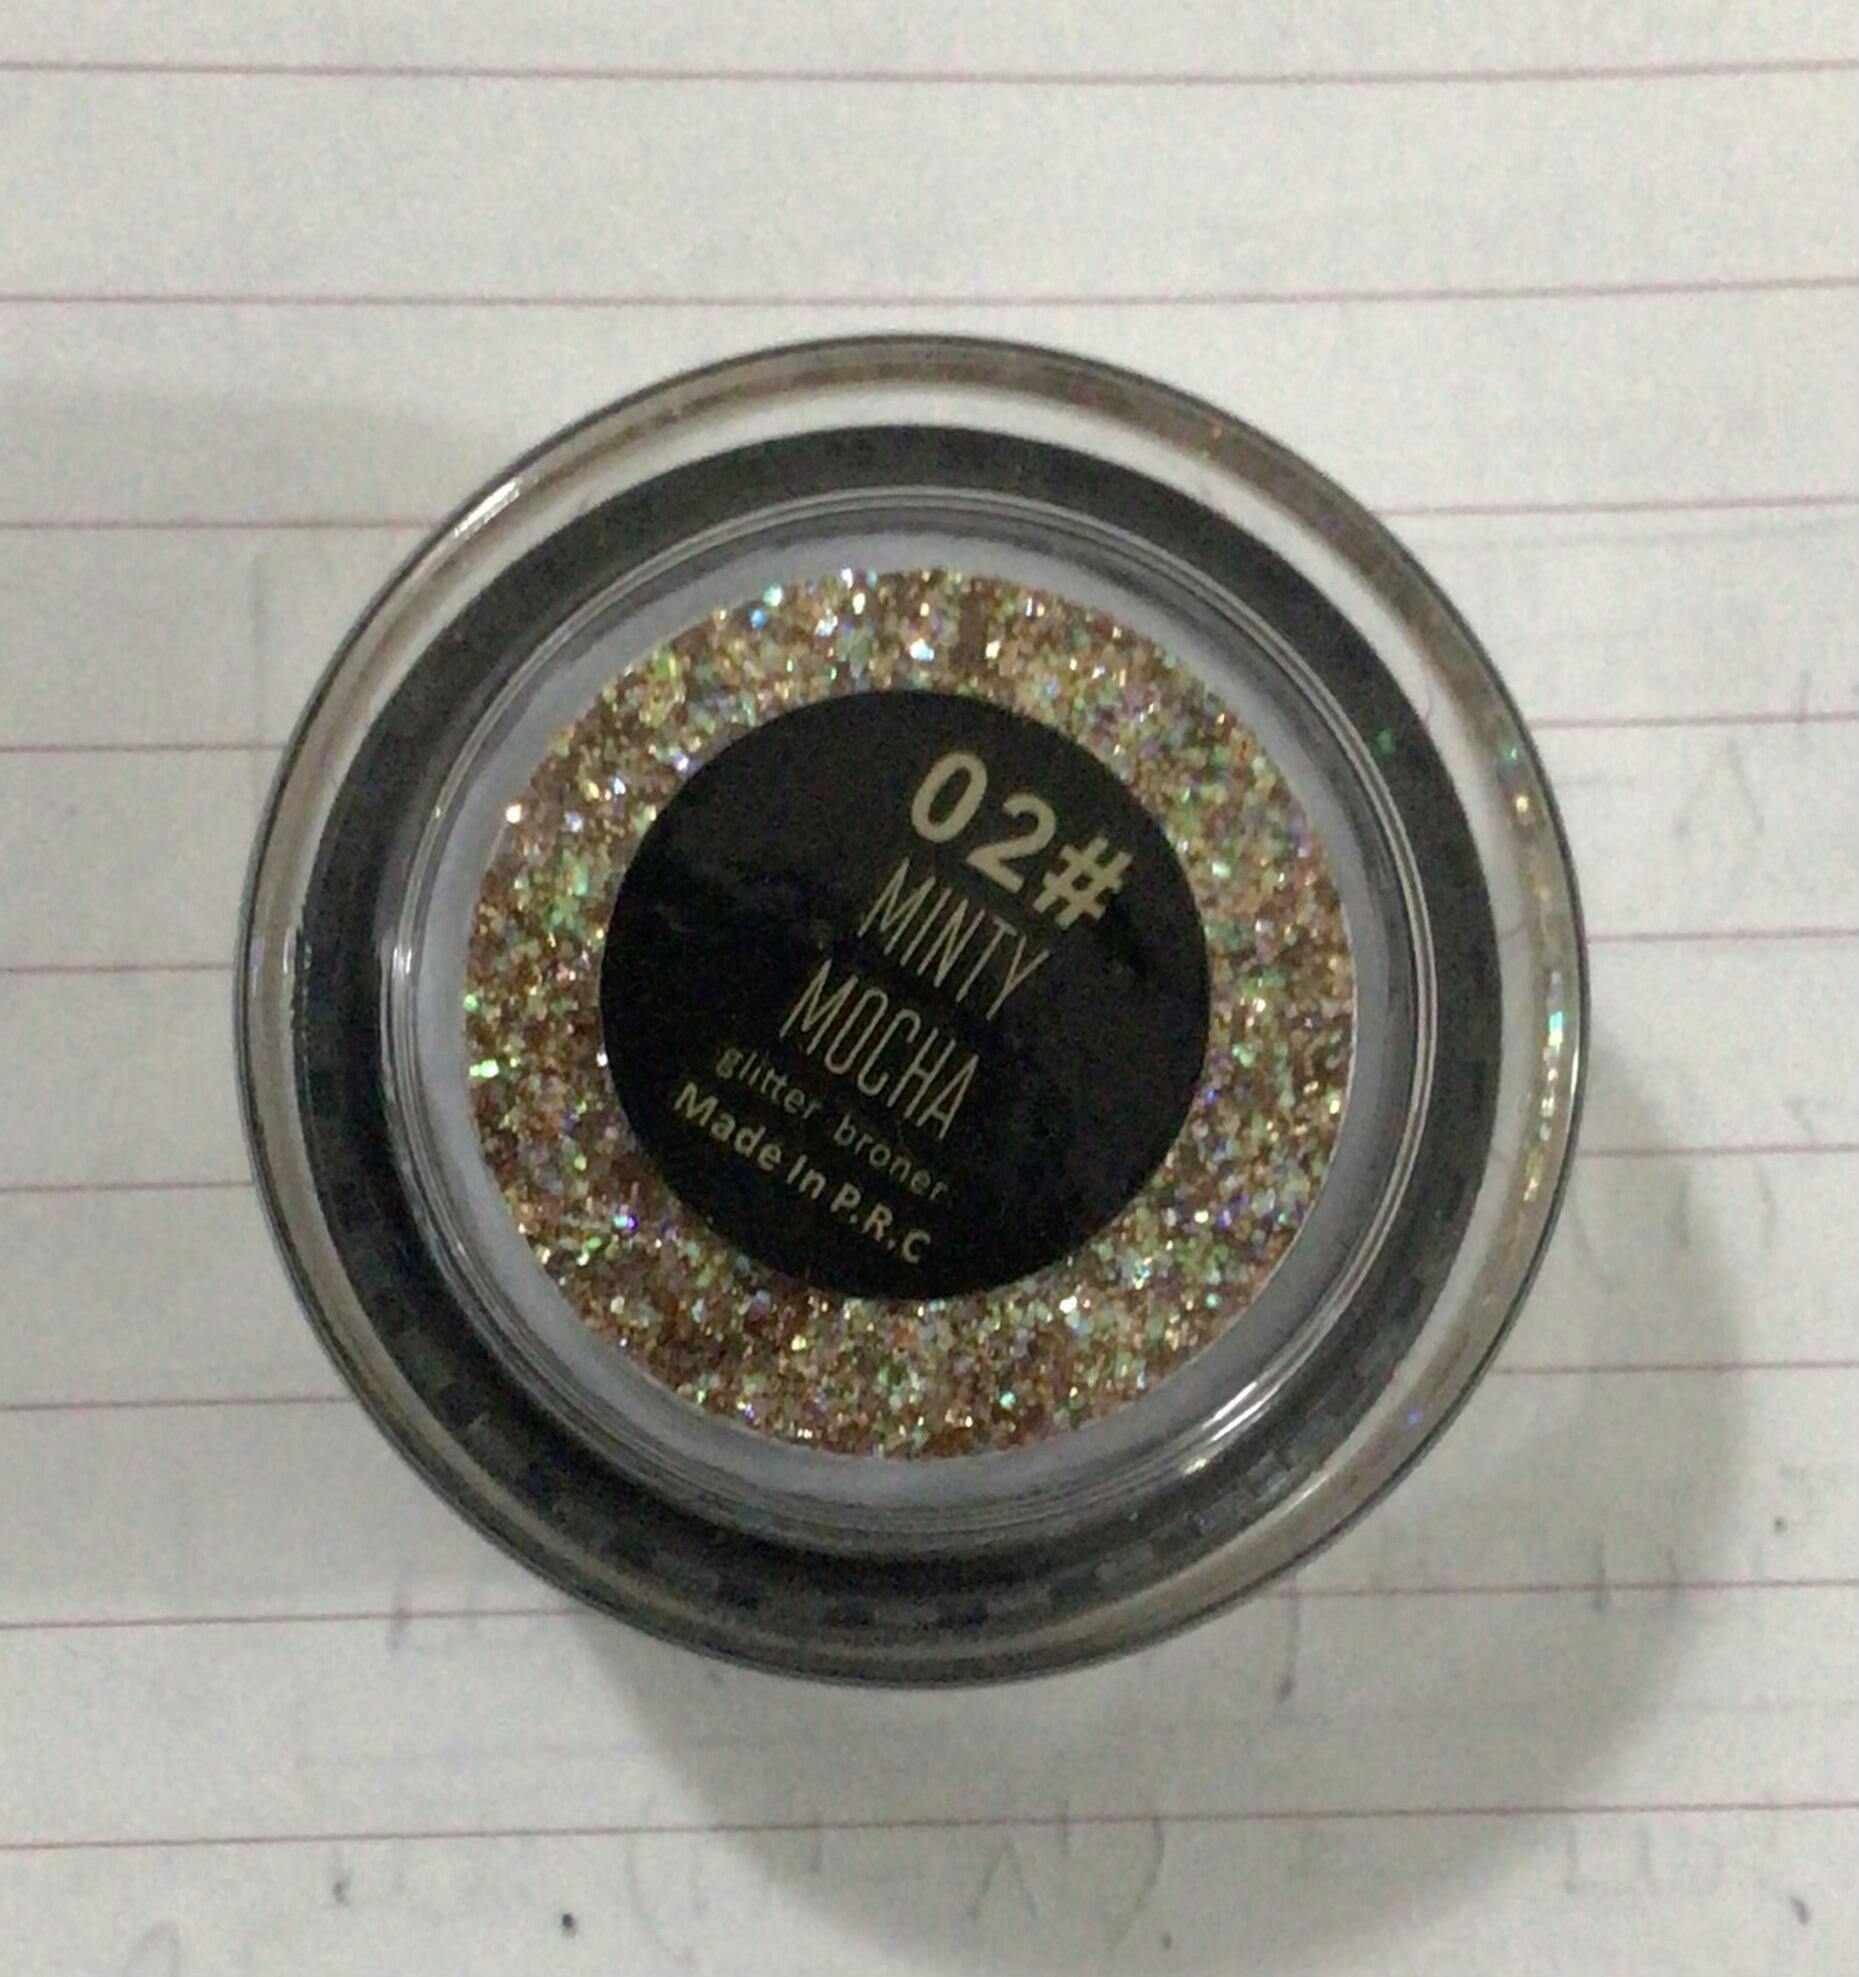 02#
MINTY
MOCHA
glitter broner
Made In P.R.C